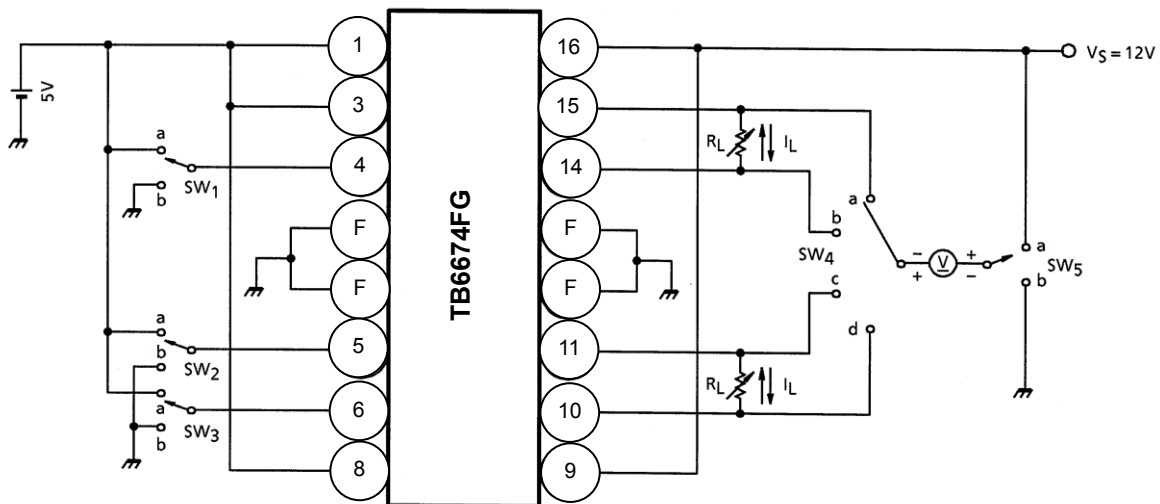 1
16
VS = 12V
5V
3
15
a
RL
IL
4
14
SW1
b
a
b
F
F
SW4
V
− +
+ −
a
SW5
b
F
F
c
a
d
b
5
11
SW2
RL
IL
a
6
10
SW3
b
8
9
TB6674FG